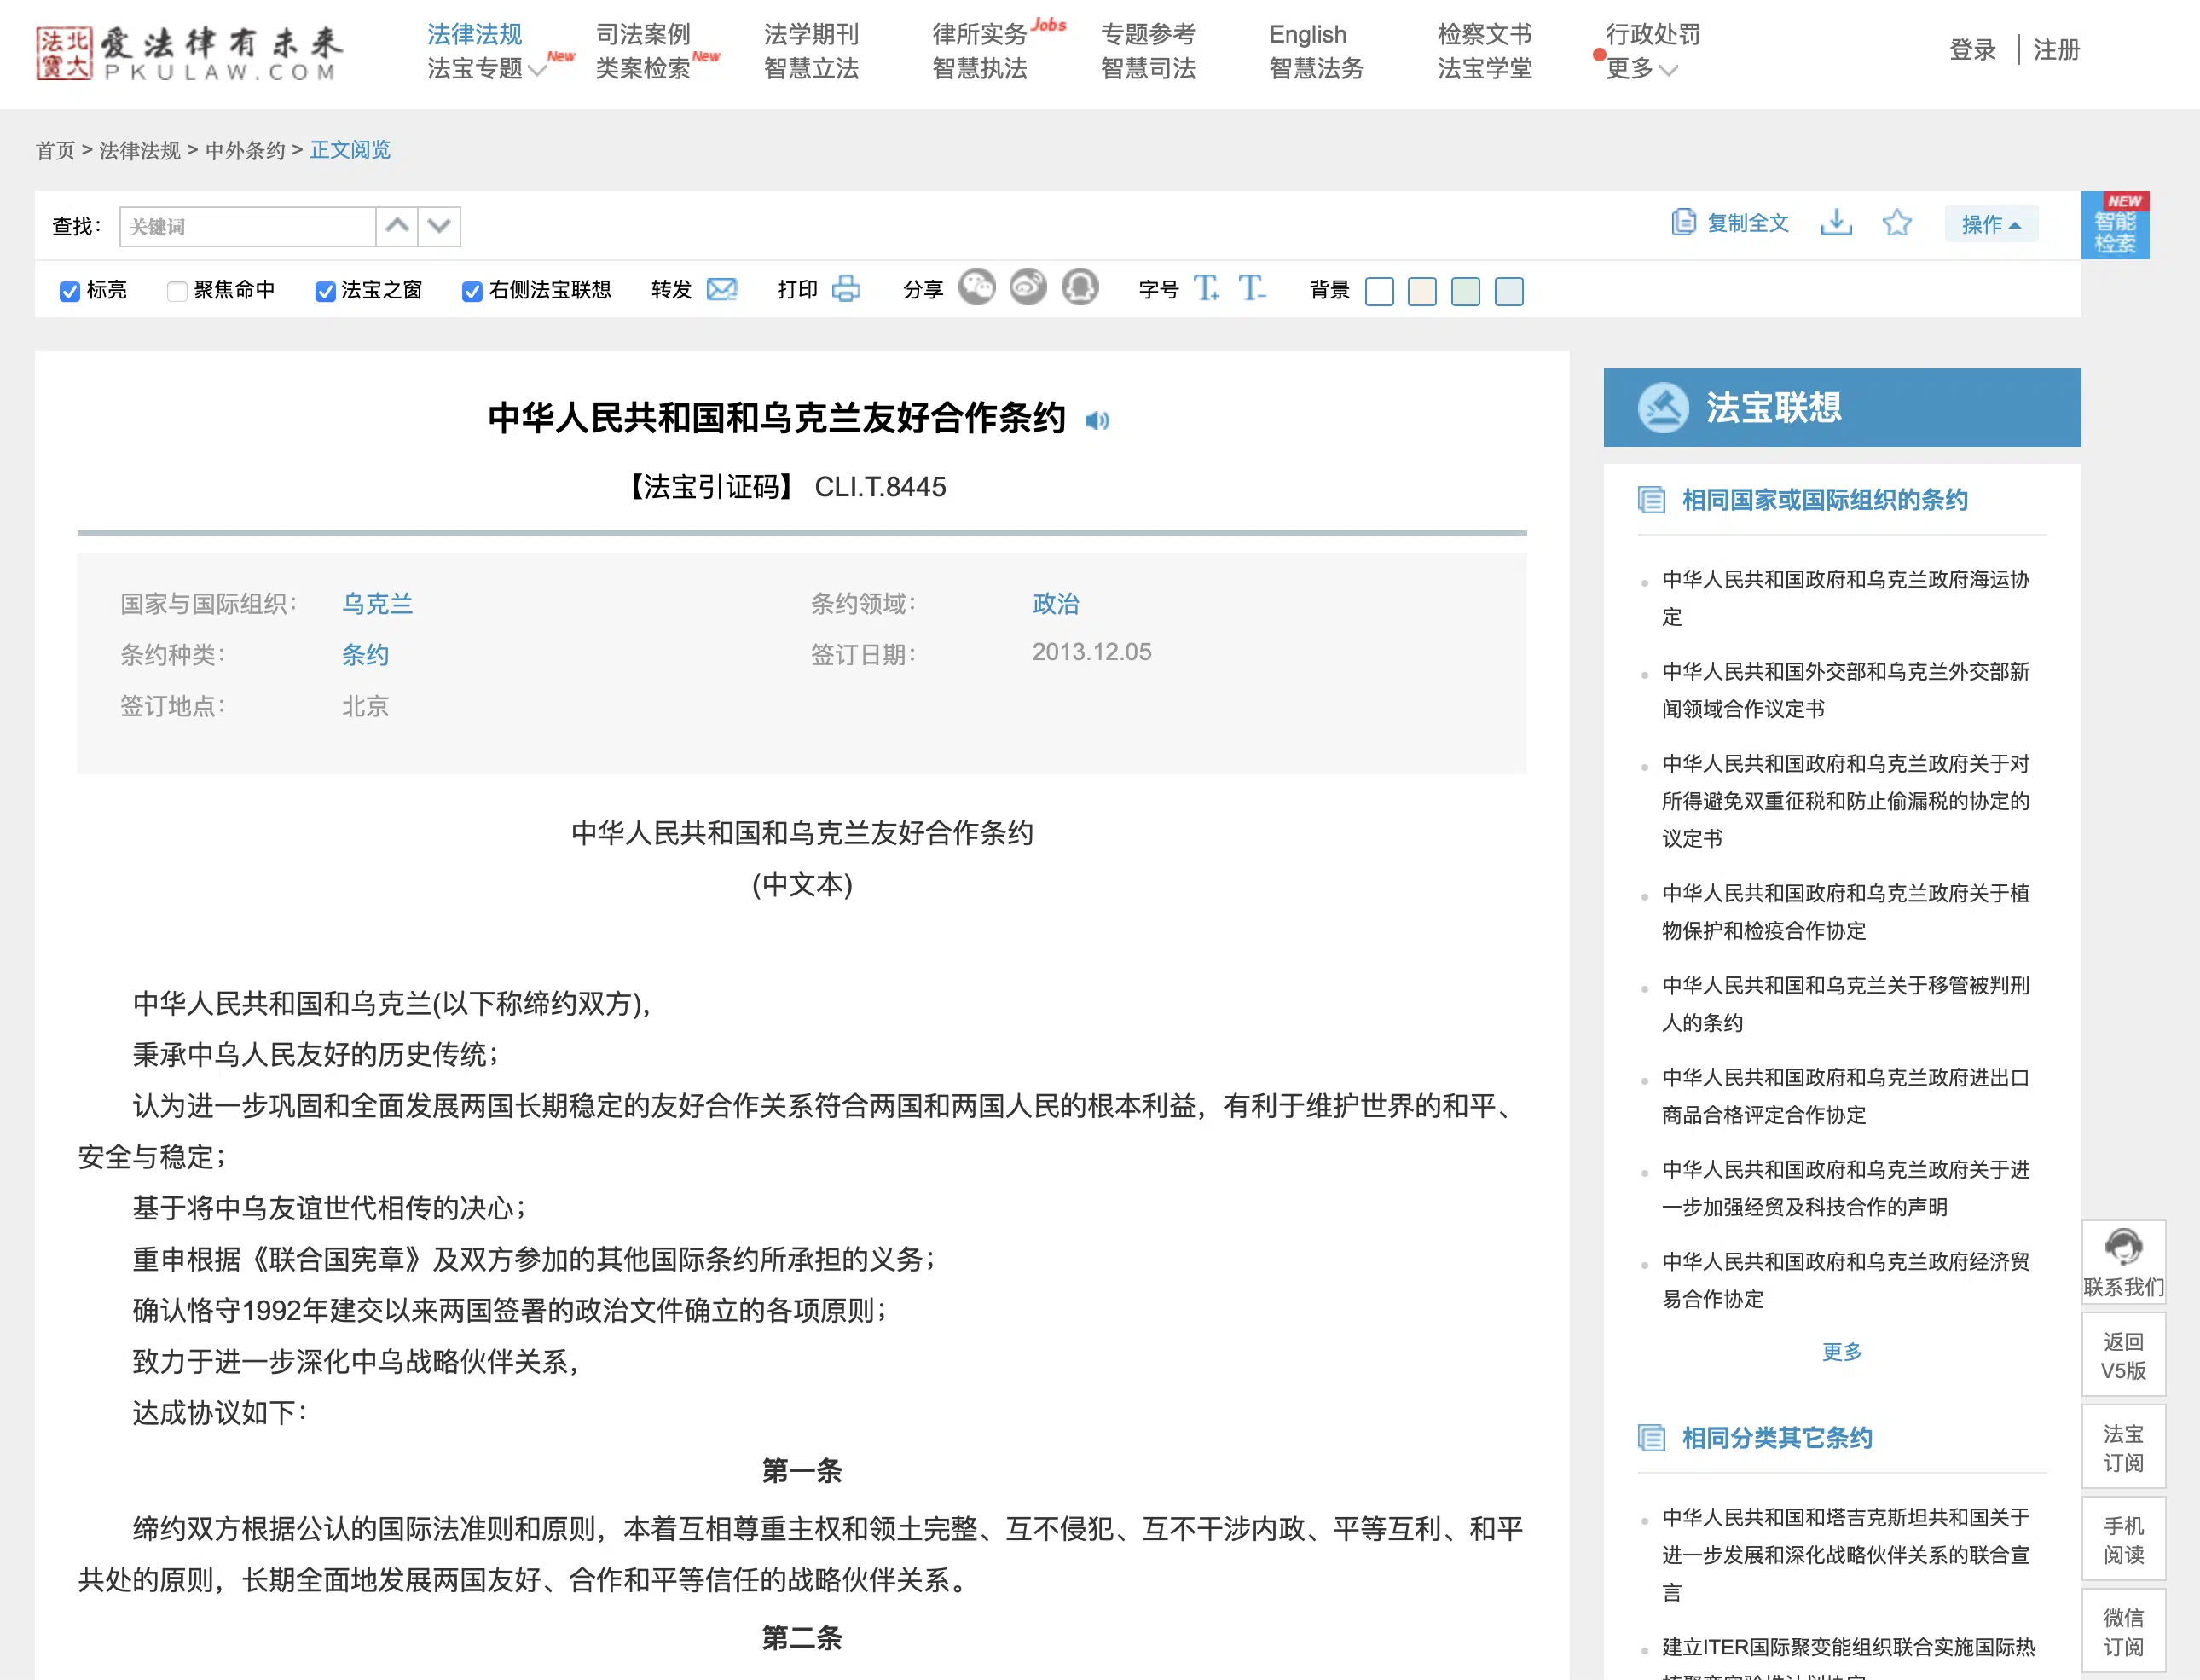 北大法寶
爱法律有未来
PKULAW.COM
法律法规
法宝专题 New
司法案例
类案检索 New
法学期刊
智慧立法
律所实务 Jobs
智慧执法
专题参考
智慧司法
English
智慧法务
检察文书
法宝学堂
行政处罚
更多
登录 | 注册
首页 > 法律法规 > 中外条约 > 正文阅览
查找： 关键词
复制全文
操作
NEW
智能
检索
标亮 聚焦命中 法宝之窗 右侧法宝联想 转发 打印 分享 字号 T+ T- 背景
中华人民共和国和乌克兰友好合作条约
【法宝引证码】 CLI.T.8445
国家与国际组织： 乌克兰 条约领域： 政治
条约种类： 条约 签订日期： 2013.12.05
签订地点： 北京
中华人民共和国和乌克兰友好合作条约
(中文本)
中华人民共和国和乌克兰(以下称缔约双方)，
秉承中乌人民友好的历史传统；
认为进一步巩固和全面发展两国长期稳定的友好合作关系符合两国和两国人民的根本利益，有利于维护世界的和平、
安全与稳定；
基于将中乌友谊世代相传的决心；
重申根据《联合国宪章》及双方参加的其他国际条约所承担的义务；
确认恪守1992年建交以来两国签署的政治文件确立的各项原则；
致力于进一步深化中乌战略伙伴关系，
达成协议如下：
第一条
缔约双方根据公认的国际法准则和原则，本着互相尊重主权和领土完整、互不侵犯、互不干涉内政、平等互利、和平
共处的原则，长期全面地发展两国友好、合作和平等信任的战略伙伴关系。
第二条
法宝联想
相同国家或国际组织的条约
中华人民共和国政府和乌克兰政府海运协
定
中华人民共和国外交部和乌克兰外交部新
闻领域合作议定书
中华人民共和国政府和乌克兰政府关于对
所得避免双重征税和防止偷漏税的协定的
议定书
中华人民共和国政府和乌克兰政府关于植
物保护和检疫合作协定
中华人民共和国和乌克兰关于移管被判刑
人的条约
中华人民共和国政府和乌克兰政府进出口
商品合格评定合作协定
中华人民共和国政府和乌克兰政府关于进
一步加强经贸及科技合作的声明
中华人民共和国政府和乌克兰政府经济贸
易合作协定
更多
相同分类其它条约
中华人民共和国和塔吉克斯坦共和国关于
进一步发展和深化战略伙伴关系的联合宣
言
建立ITER国际聚变能组织联合实施国际热
联系我们
返回
V5版
法宝
订阅
手机
阅读
微信
订阅